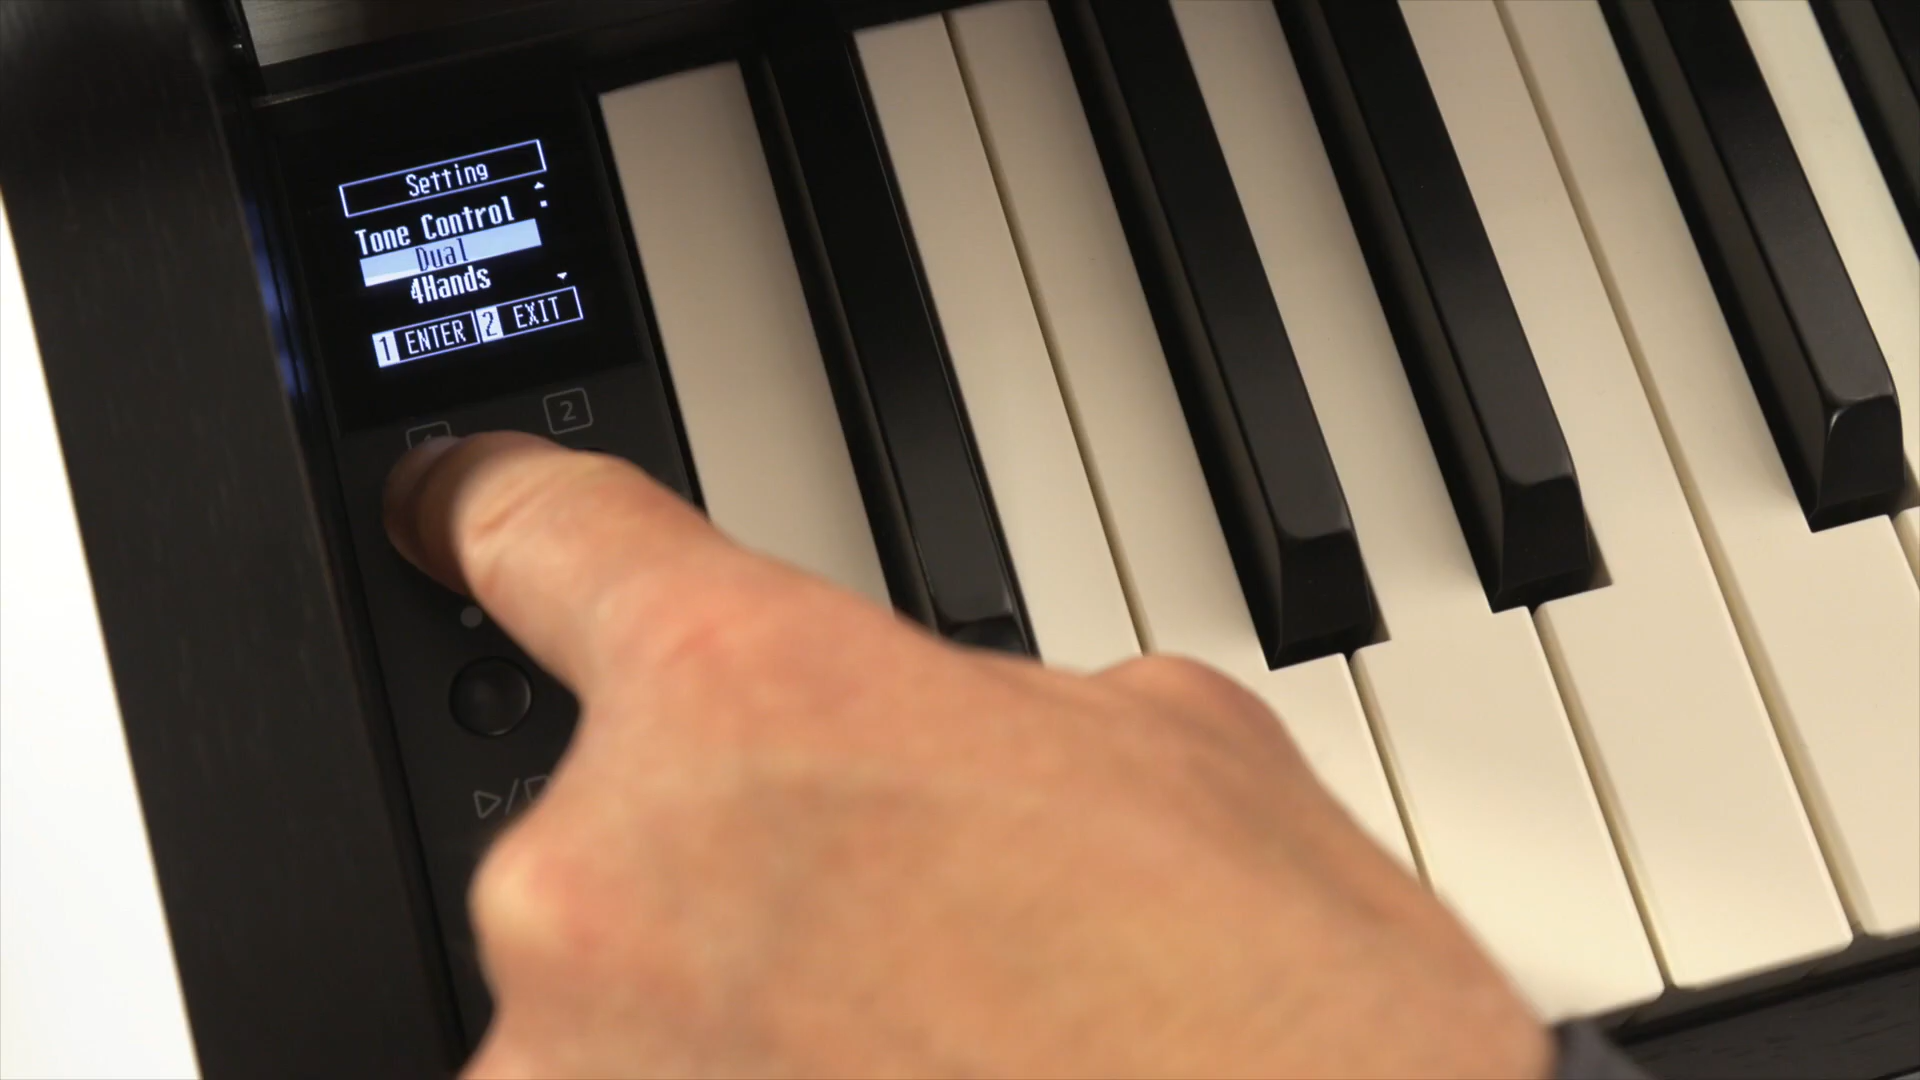 Setting
Tone Control
Dual
4Hands
1 ENTER 2 EXIT
2